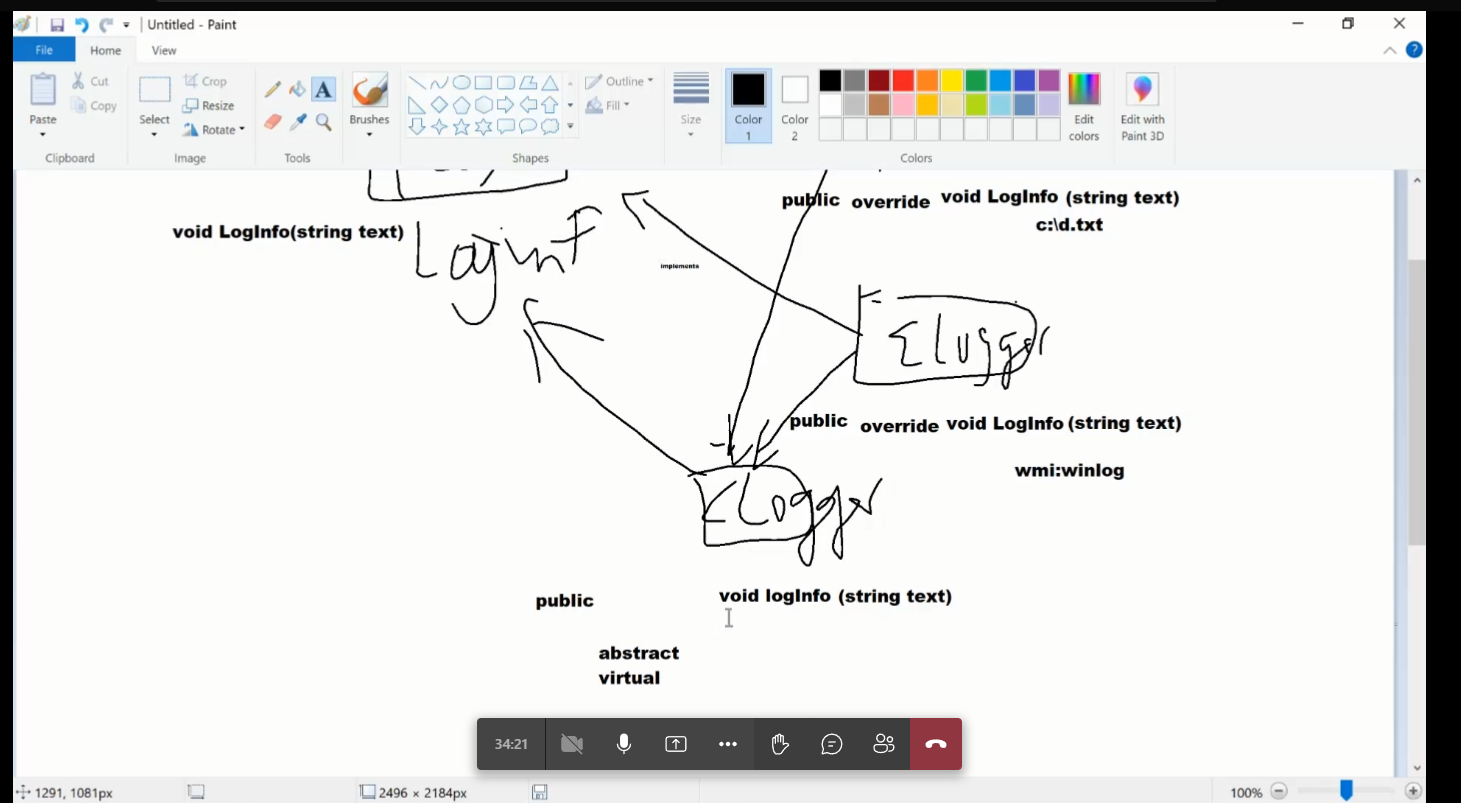 Untitled - Paint
File Home View
Paste
Cut
Copy
Clipboard
Select
Crop
Resize
Rotate
Image
A
Tools
Brushes
Shapes
Outline
Fill
Size
Color 1
Color 2
Colors
Edit colors
Edit with Paint 3D
public override void LogInfo (string text)
c:\d.txt
void LogInfo(string text)
LogInf
implements
ELogger
public override void LogInfo (string text)
wmi:winlog
Logger
public void logInfo (string text)
abstract
virtual
34:21
1291, 1081px
2496 × 2184px
100%